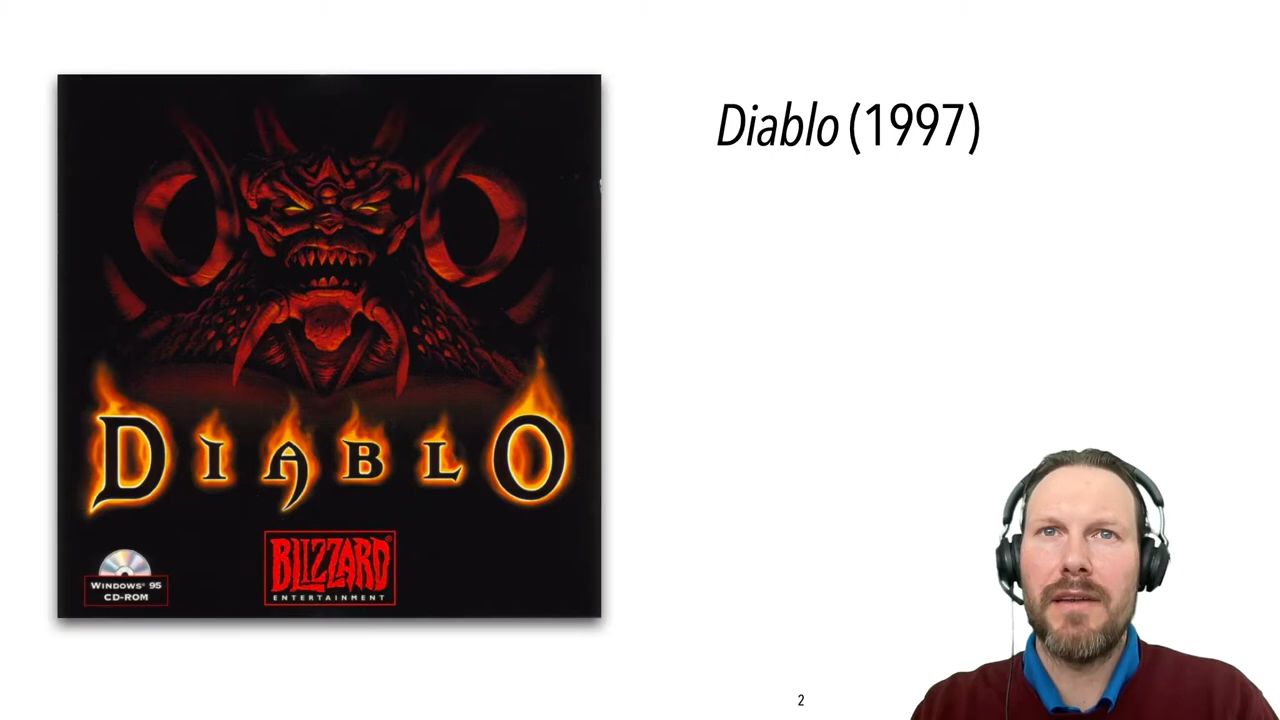 Diablo (1997)
DIABLO
WINDOWS® 95
CD-ROM
BLIZZARD®
ENTERTAINMENT
2